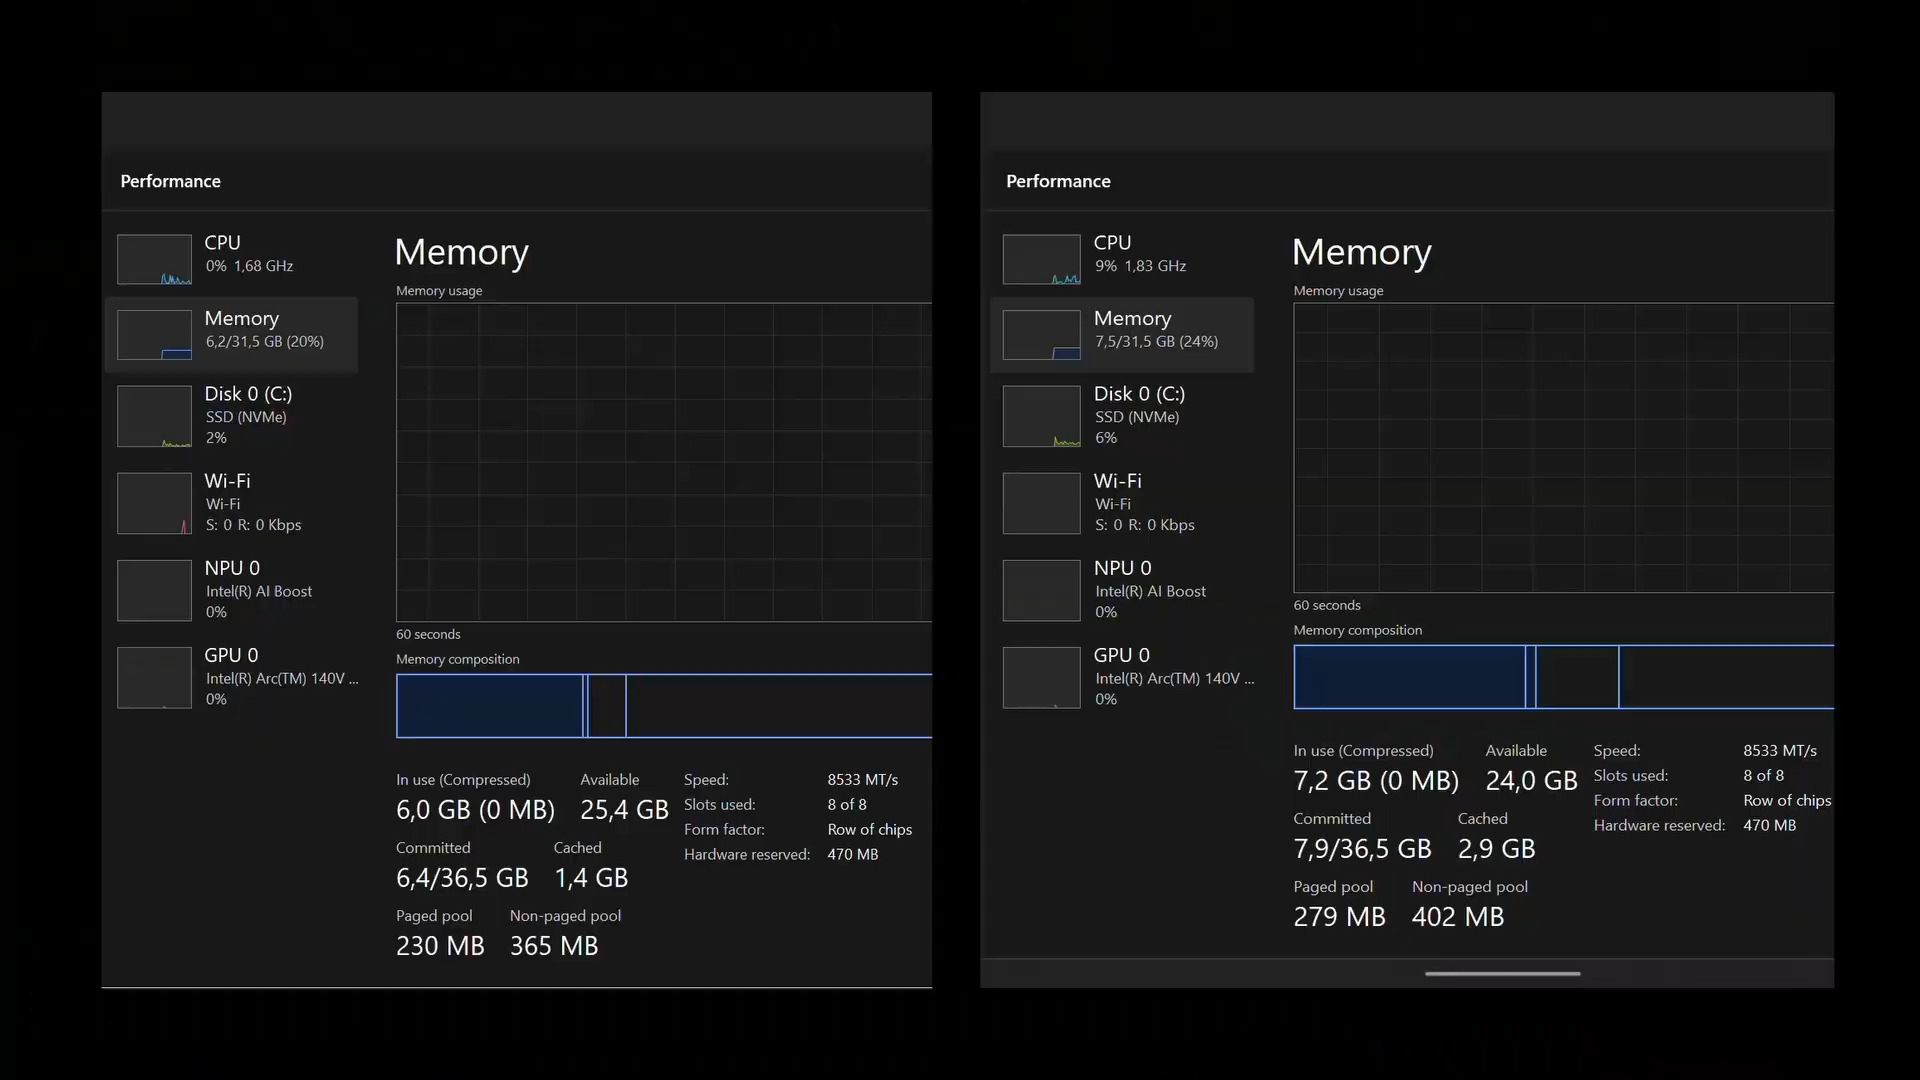 Performance
CPU
0% 1,68 GHz
Memory
6,2/31,5 GB (20%)
Disk 0 (C:)
SSD (NVMe)
2%
Wi-Fi
Wi-Fi
S: 0 R: 0 Kbps
NPU 0
Intel(R) AI Boost
0%
GPU 0
Intel(R) Arc(TM) 140V ...
0%
Memory
Memory usage
60 seconds
Memory composition
In use (Compressed) Available
6,0 GB (0 MB) 25,4 GB
Committed Cached
6,4/36,5 GB 1,4 GB
Paged pool Non-paged pool
230 MB 365 MB
Speed: 8533 MT/s
Slots used: 8 of 8
Form factor: Row of chips
Hardware reserved: 470 MB
Performance
CPU
9% 1,83 GHz
Memory
7,5/31,5 GB (24%)
Disk 0 (C:)
SSD (NVMe)
6%
Wi-Fi
Wi-Fi
S: 0 R: 0 Kbps
NPU 0
Intel(R) AI Boost
0%
GPU 0
Intel(R) Arc(TM) 140V ...
0%
Memory
Memory usage
60 seconds
Memory composition
In use (Compressed) Available
7,2 GB (0 MB) 24,0 GB
Committed Cached
7,9/36,5 GB 2,9 GB
Paged pool Non-paged pool
279 MB 402 MB
Speed: 8533 MT/s
Slots used: 8 of 8
Form factor: Row of chips
Hardware reserved: 470 MB